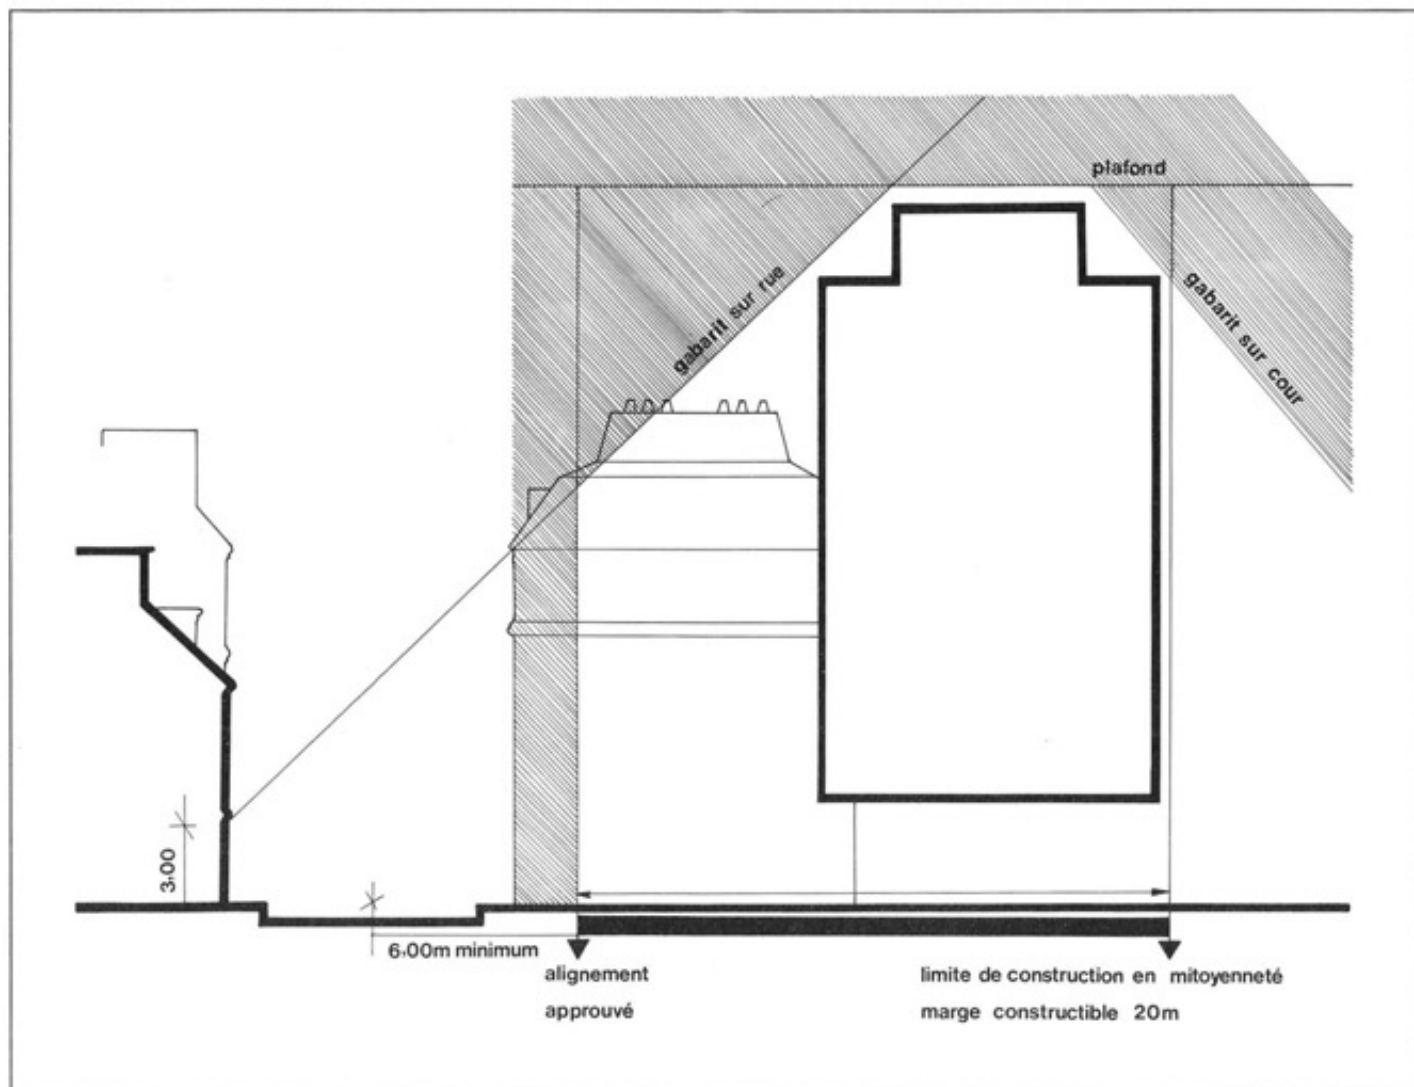 plafond
gabarit sur rue
gabarit sur cour
3,00
6,00m minimum
alignement
approuvé
limite de construction en mitoyenneté
marge constructible 20m